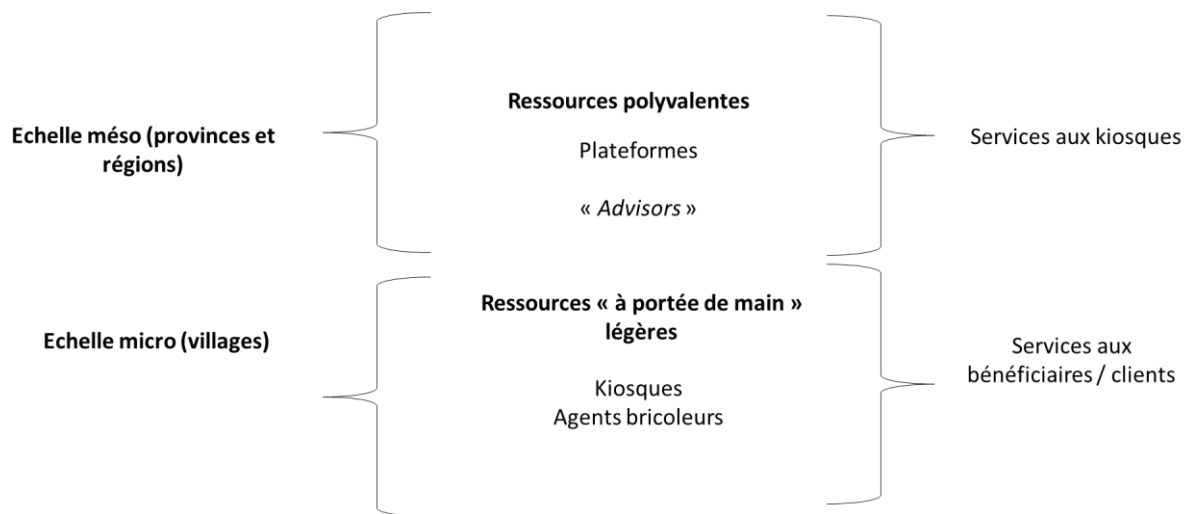 Echelle méso (provinces et
régions)
Ressources polyvalentes
Plateformes
« Advisors »
Services aux kiosques
Echelle micro (villages)
Ressources « à portée de main »
légères
Kiosques
Agents bricoleurs
Services aux
bénéficiaires / clients